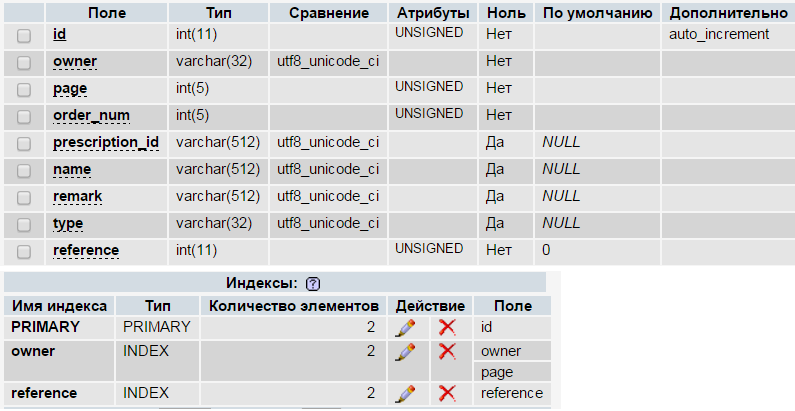 Поле Тип Сравнение Атрибуты Ноль По умолчанию Дополнительно
id int(11) UNSIGNED Нет auto_increment
owner varchar(32) utf8_unicode_ci Нет
page int(5) UNSIGNED Нет
order_num int(5) UNSIGNED Нет
prescription_id varchar(512) utf8_unicode_ci Да NULL
name varchar(512) utf8_unicode_ci Да NULL
remark varchar(512) utf8_unicode_ci Да NULL
type varchar(32) utf8_unicode_ci Да NULL
reference int(11) UNSIGNED Нет 0
Индексы: ?
Имя индекса Тип Количество элементов Действие Поле
PRIMARY PRIMARY 2 id
owner INDEX 2 owner
page
reference INDEX 2 reference